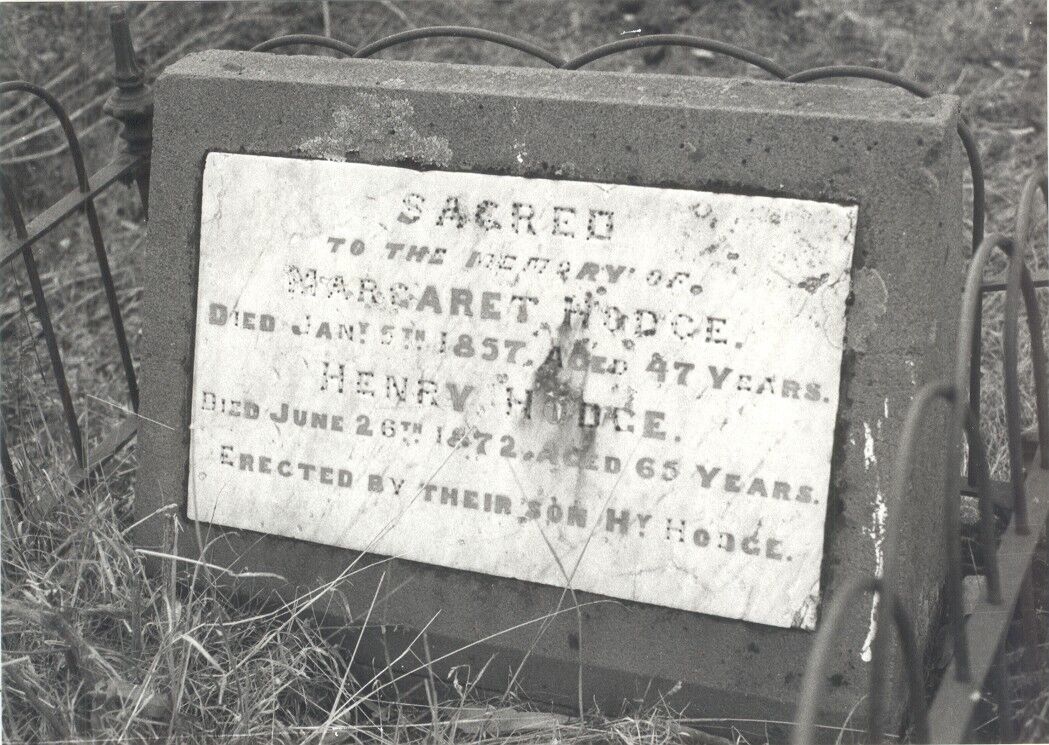 SACRED
TO THE MEMORY OF.
MARGARET HODGE.
DIED JANY 9TH 1857. AGED 47 YEARS.
HENRY HODGE.
DIED JUNE 26TH 1872. AGED 65 YEARS.
ERECTED BY THEIR SON HY HODGE.